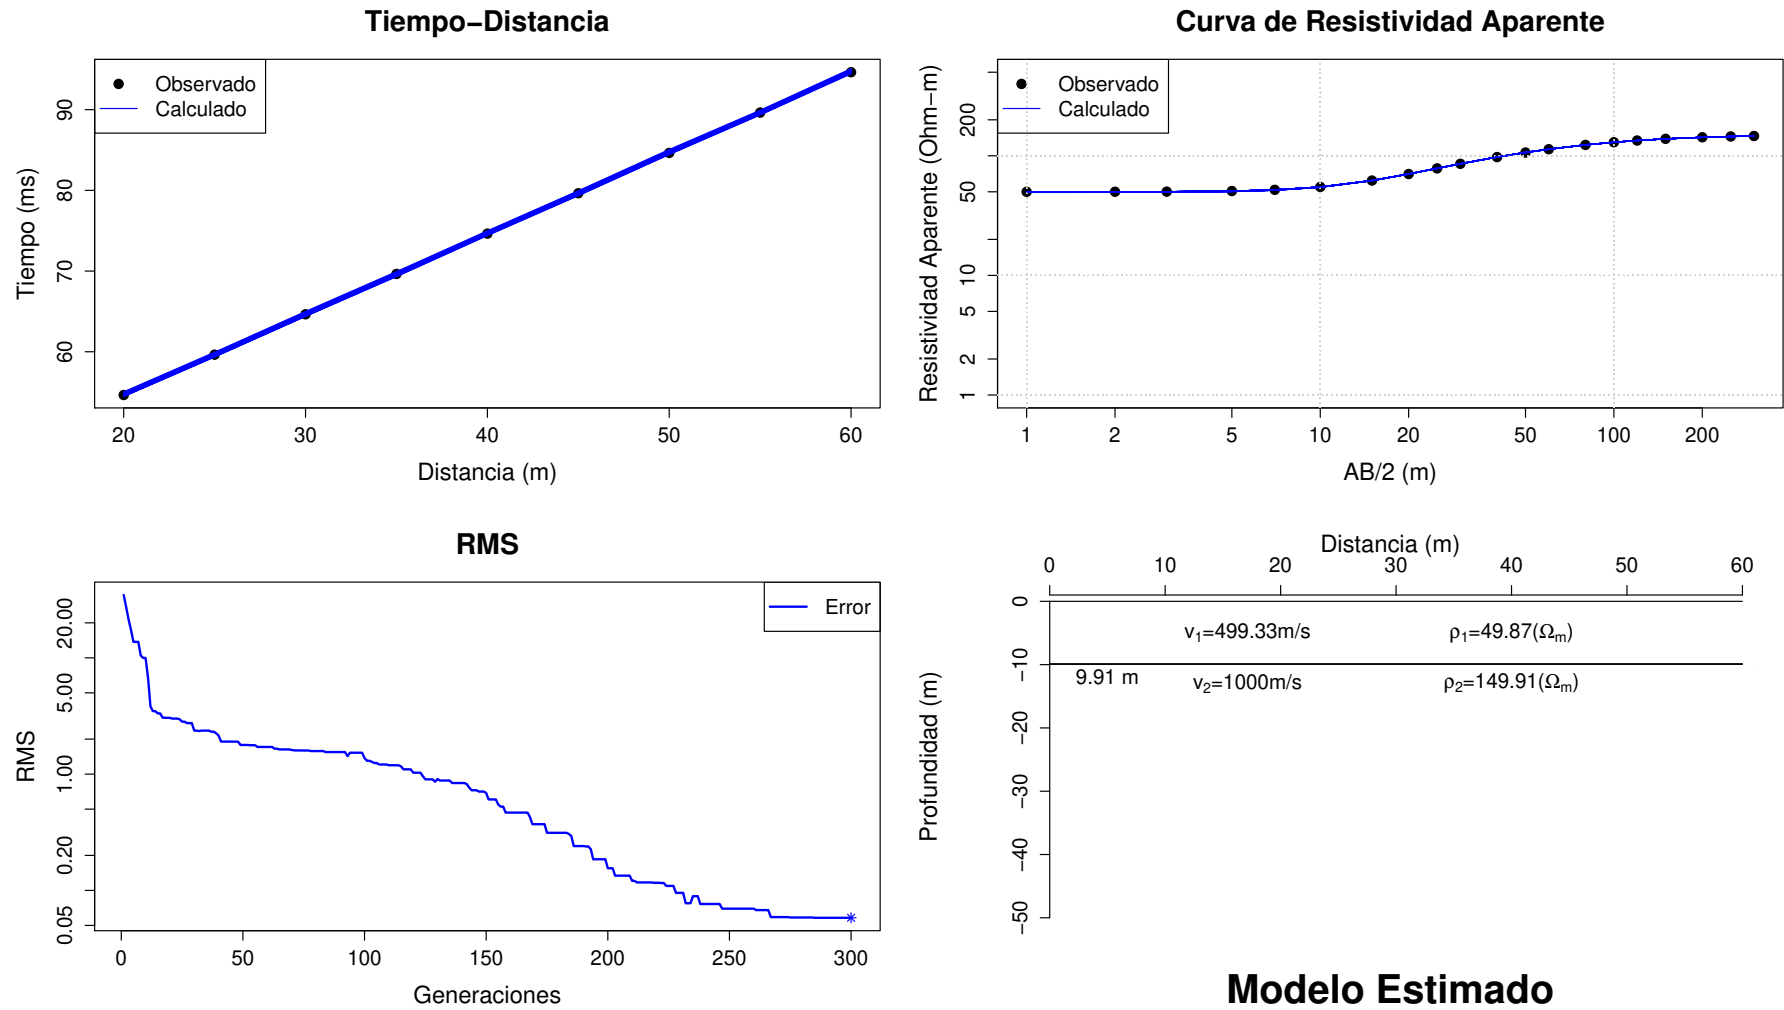 Tiempo−Distancia
Observado
Calculado
Tiempo (ms)
60 70 80 90
20 30 40 50 60
Distancia (m)
Curva de Resistividad Aparente
Observado
Calculado
Resistividad Aparente (Ohm−m)
1 2 5 10 50 200
1 2 5 10 20 50 100 200
AB/2 (m)
RMS
Error
RMS
0.05 0.20 1.00 5.00 20.00
0 50 100 150 200 250 300
Generaciones
Distancia (m)
0 10 20 30 40 50 60
Profundidad (m)
0 −10 −20 −30 −40 −50
v₁=499.33m/s ρ₁=49.87(Ωₘ)
9.91 m v₂=1000m/s ρ₂=149.91(Ωₘ)
Modelo Estimado